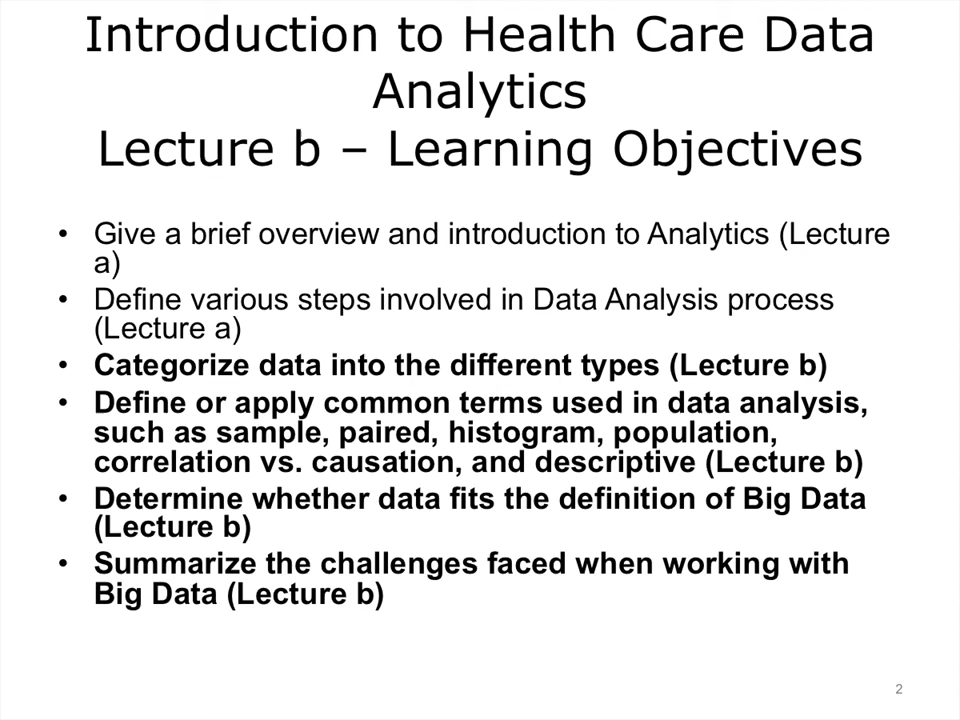 Introduction to Health Care Data
Analytics
Lecture b – Learning Objectives
• Give a brief overview and introduction to Analytics (Lecture
a)
• Define various steps involved in Data Analysis process
(Lecture a)
• Categorize data into the different types (Lecture b)
• Define or apply common terms used in data analysis,
such as sample, paired, histogram, population,
correlation vs. causation, and descriptive (Lecture b)
• Determine whether data fits the definition of Big Data
(Lecture b)
• Summarize the challenges faced when working with
Big Data (Lecture b)
2